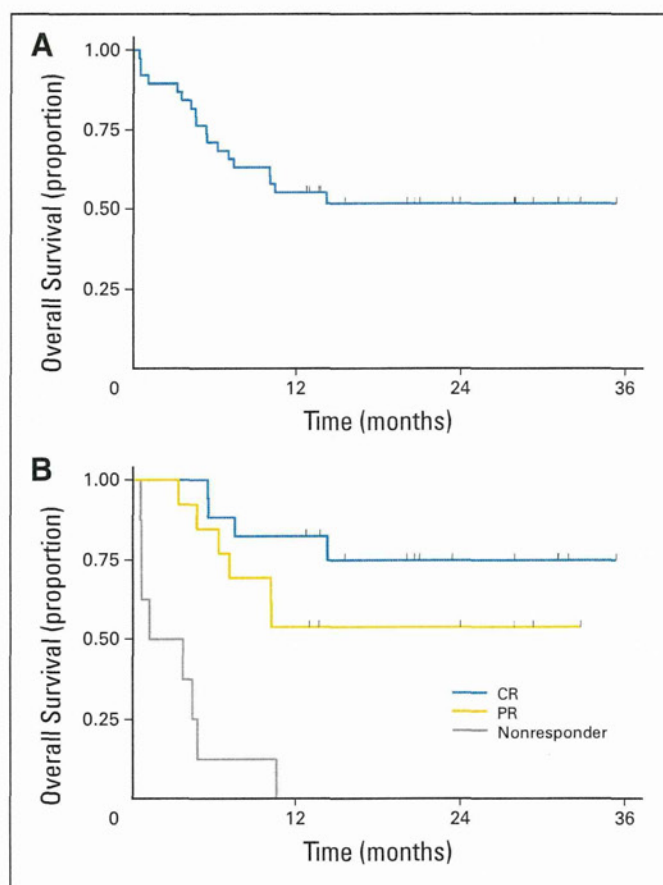 A
Overall Survival (proportion)
1.00
0.75
0.50
0.25
0
12
24
36
Time (months)
B
Overall Survival (proportion)
1.00
0.75
0.50
0.25
CR
PR
Nonresponder
0
12
24
36
Time (months)